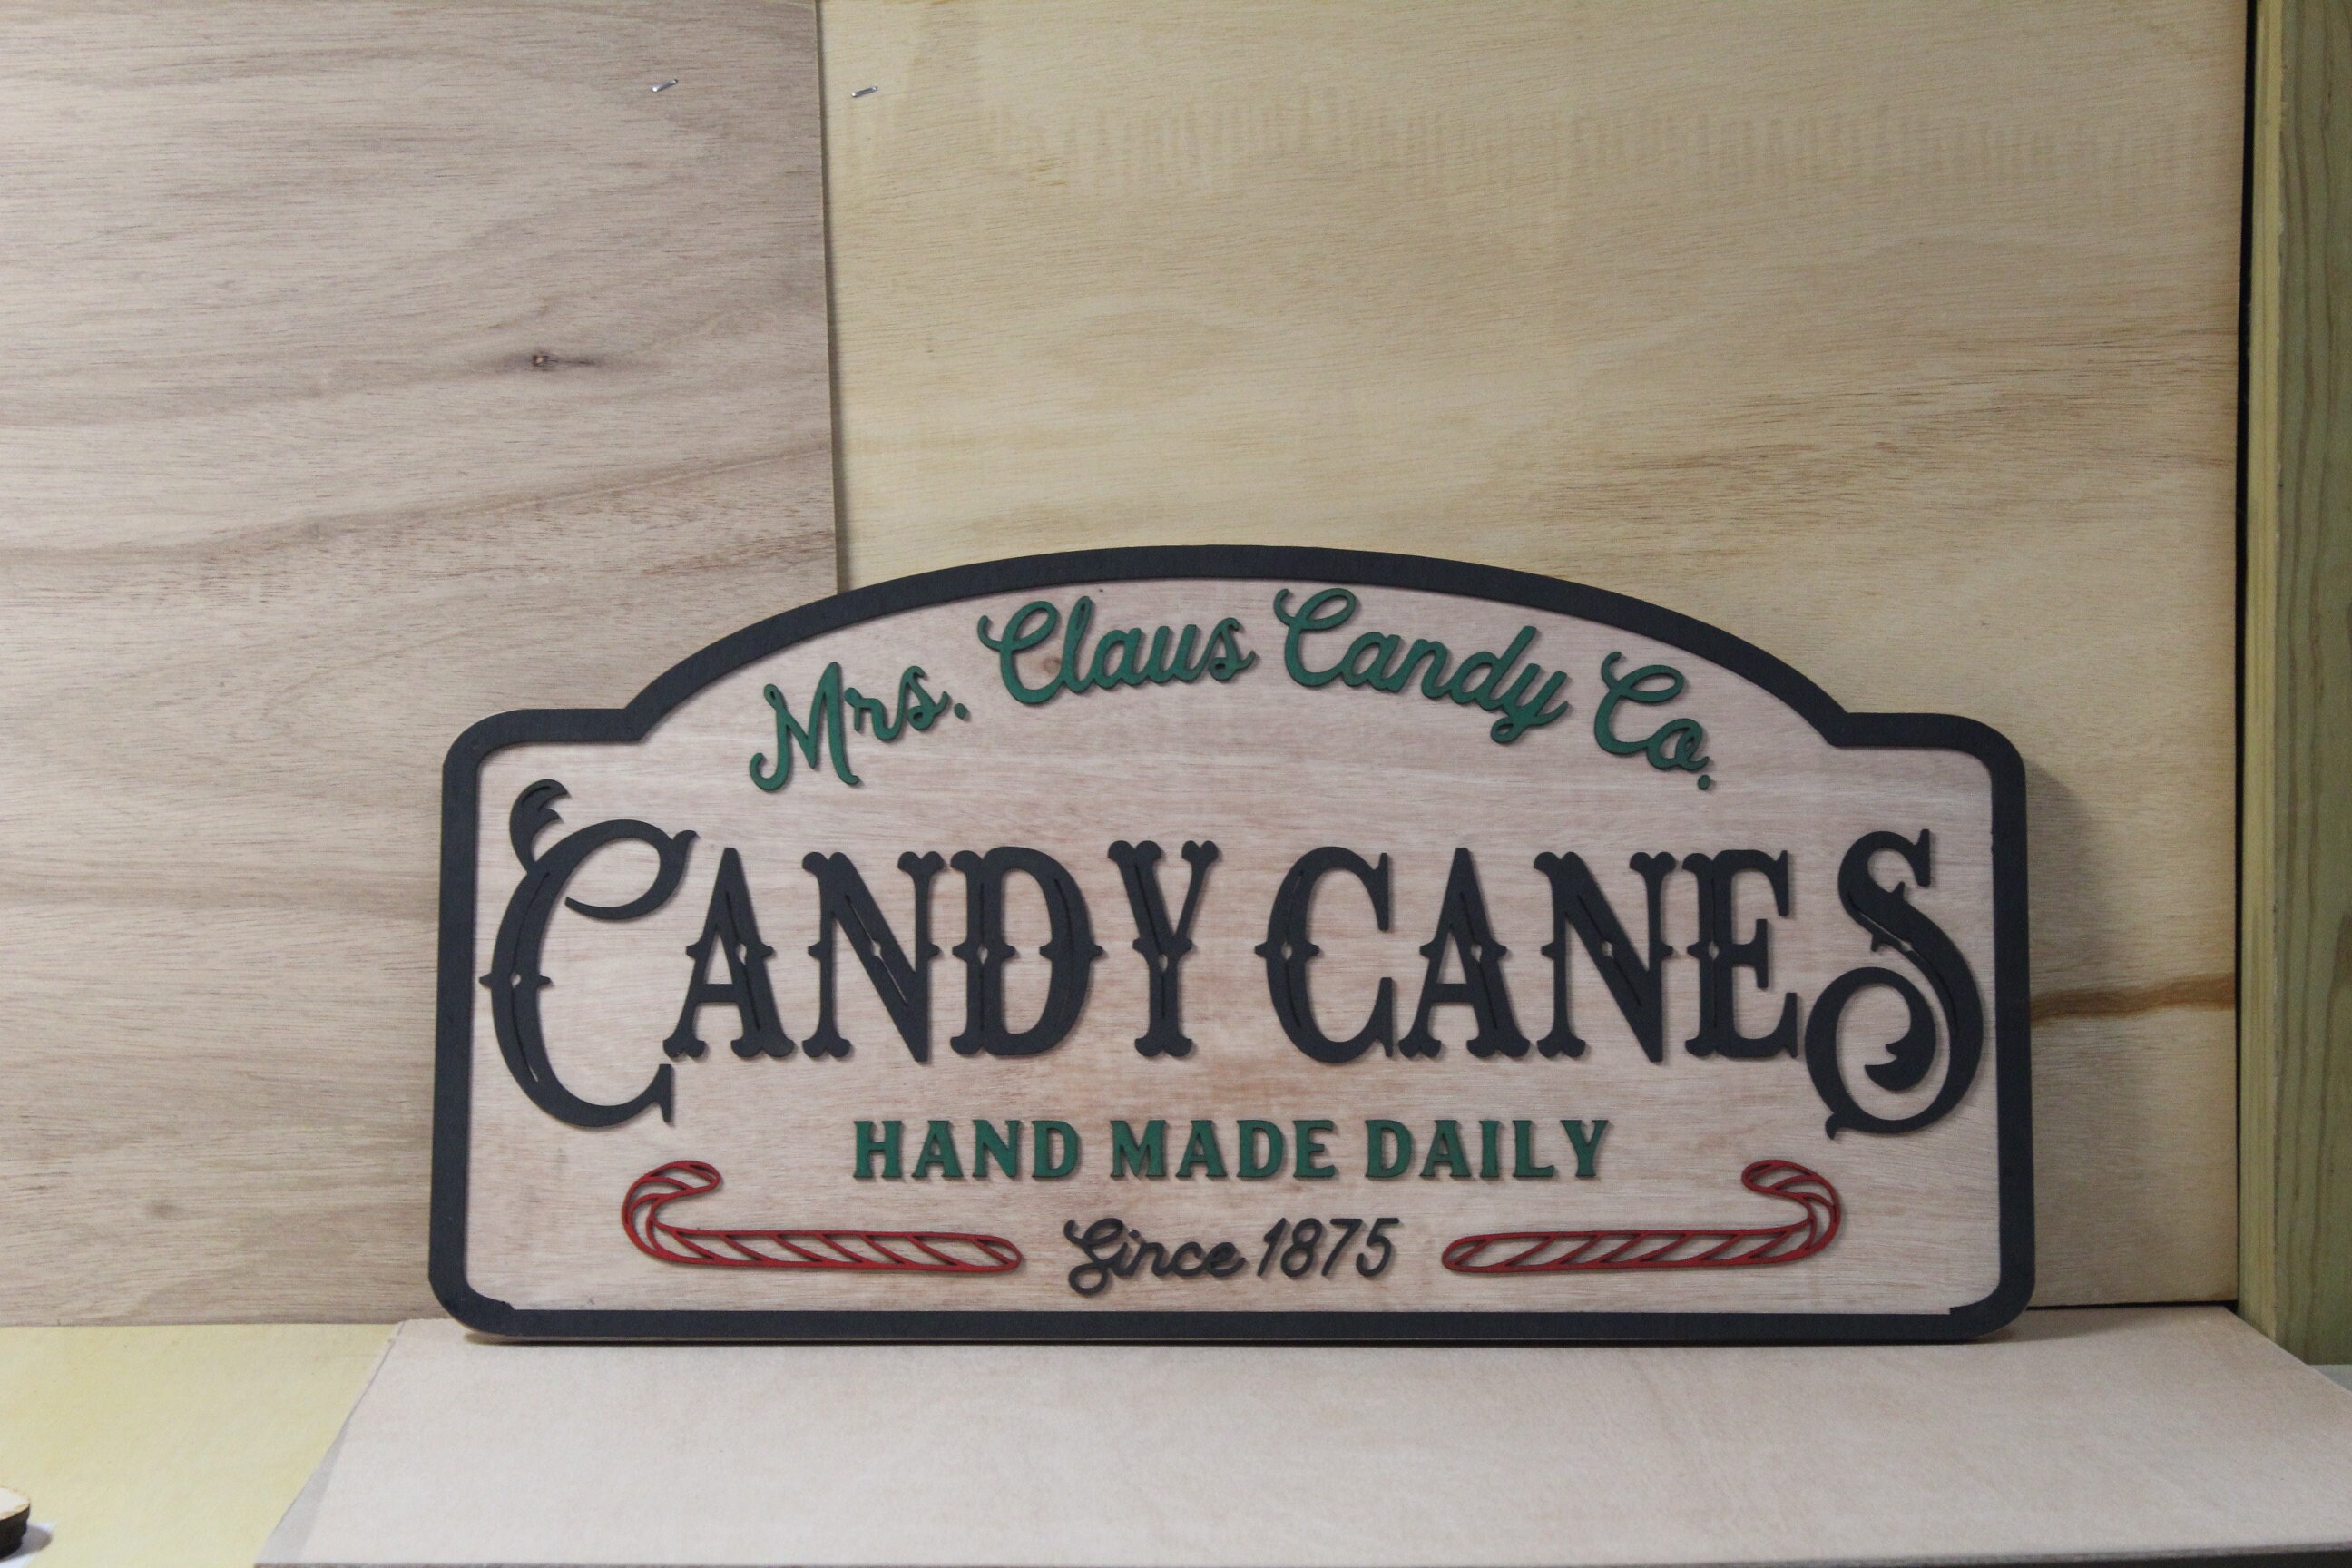 Mrs. Claus Candy Co.
CANDY CANES
HAND MADE DAILY
Since 1875